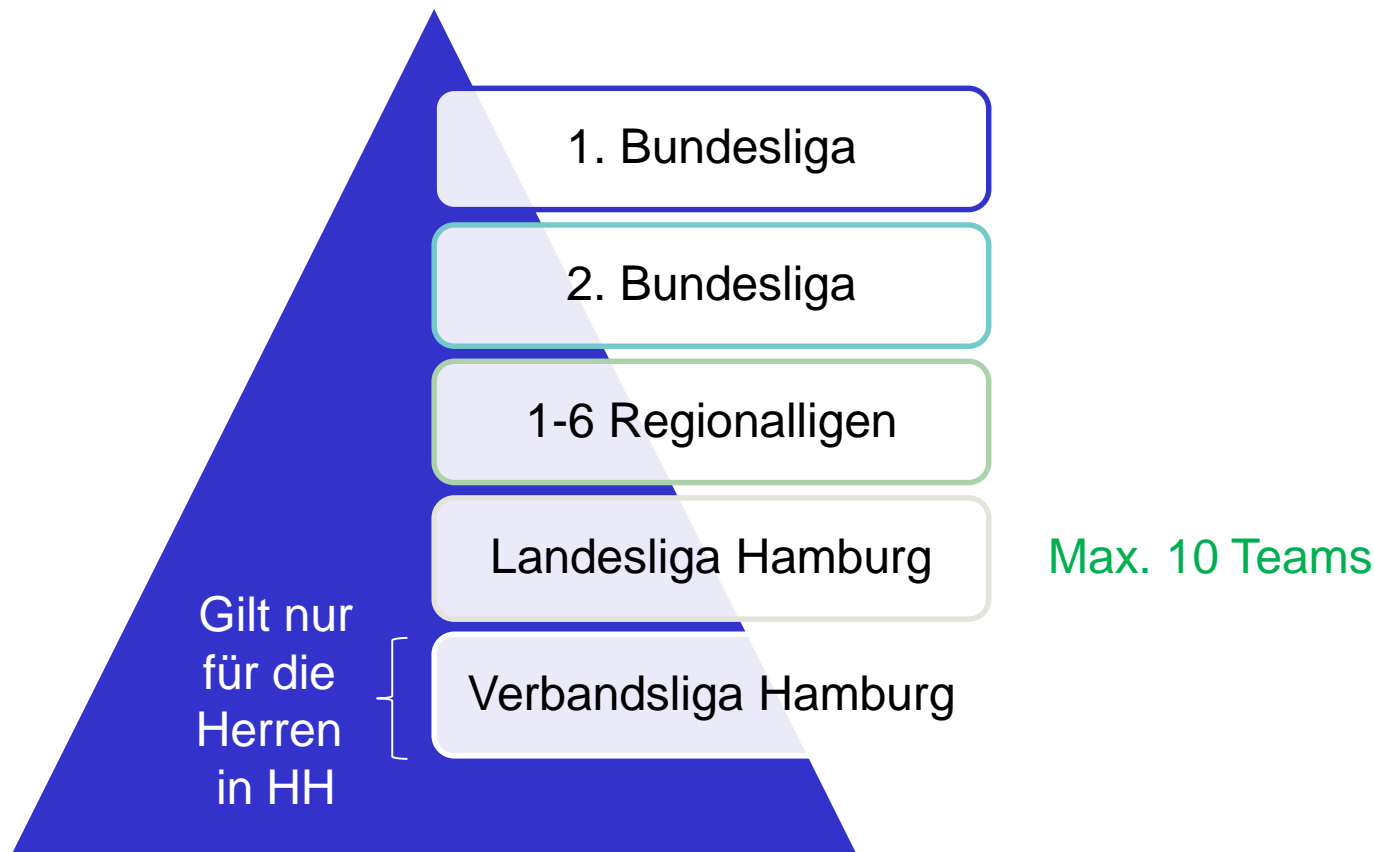 1. Bundesliga
2. Bundesliga
1-6 Regionalligen
Landesliga Hamburg
Max. 10 Teams
Gilt nur
für die
Herren
in HH
Verbandsliga Hamburg